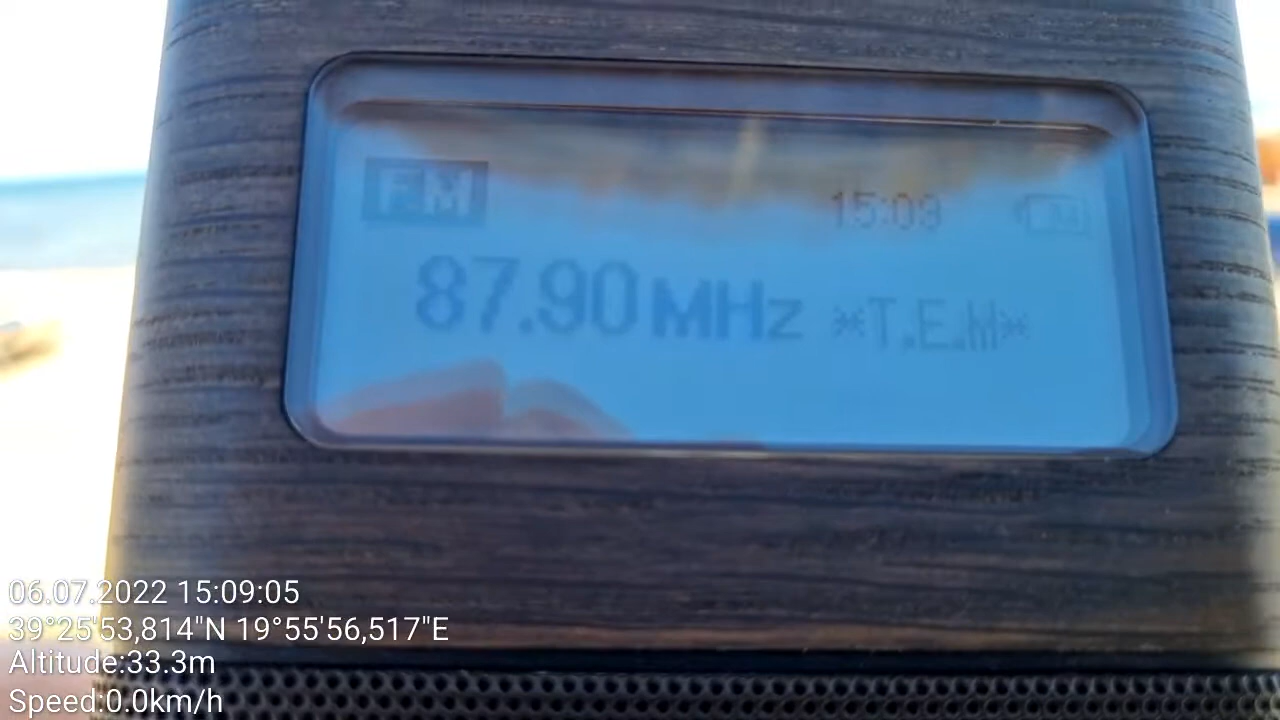 FM 15:09
87.90 MHz *T.E.M*
06.07.2022 15:09:05
39°25'53,814"N 19°55'56,517"E
Altitude:33.3m
Speed:0.0km/h